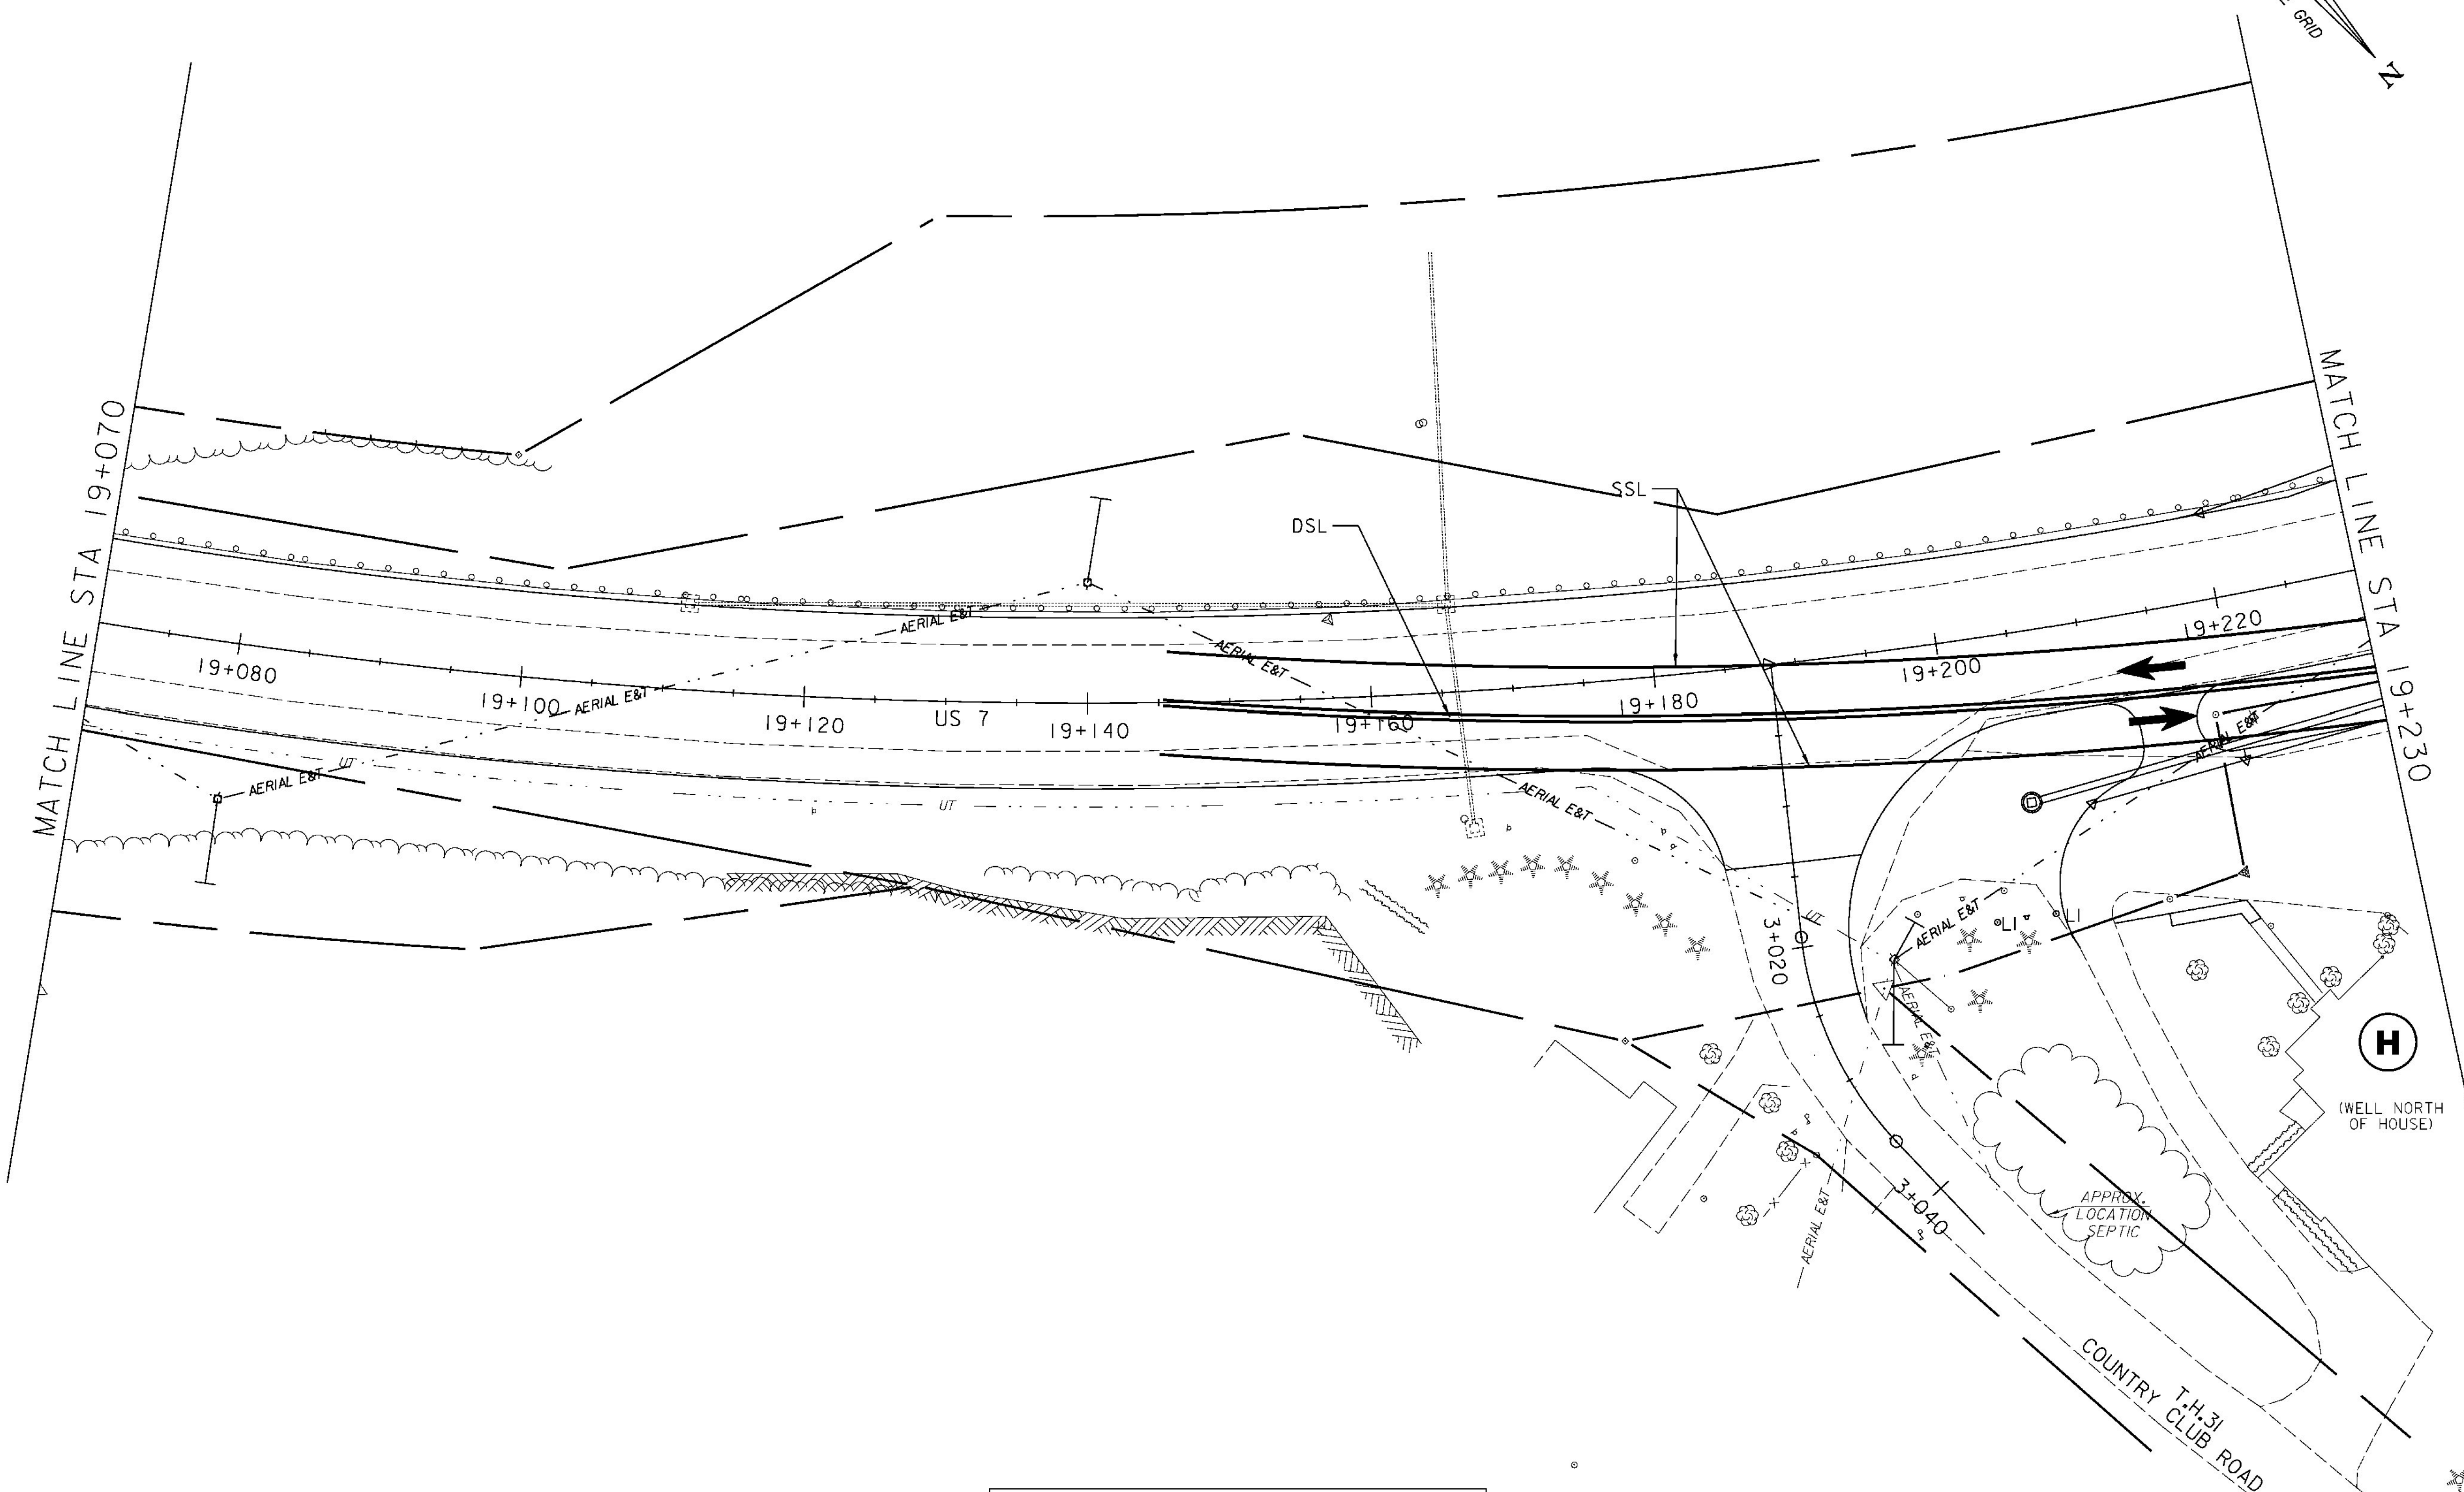 GRID
N
MATCH LINE STA 19+070
MATCH LINE STA 19+230
SSL
DSL
AERIAL E&T
AERIAL E&T
AERIAL E&T
AERIAL E&T
19+080
19+100
19+120
US 7
19+140
19+160
19+180
19+200
19+220
UT
UT
AERIAL E&T
AERIAL E&T
3+020
UT
AERIAL E&T
LI
LI
AERIAL E&T
H
(WELL NORTH
OF HOUSE)
AERIAL E&T
3+040
APPROX.
LOCATION
SEPTIC
T.H.31
COUNTRY CLUB ROAD